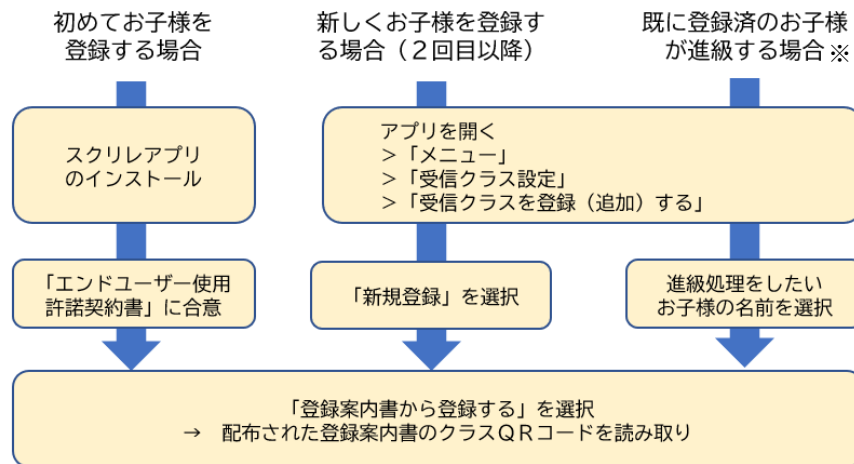 初めてお子様を
登録する場合
新しくお子様を登録す
る場合（２回目以降）
既に登録済のお子様
が進級する場合※
スクリレアプリ
のインストール
アプリを開く
＞「メニュー」
＞「受信クラス設定」
＞「受信クラスを登録（追加）する」
「エンドユーザー使用
許諾契約書」に合意
「新規登録」を選択
進級処理をしたい
お子様の名前を選択
「登録案内書から登録する」を選択
→　配布された登録案内書のクラスＱＲコードを読み取り